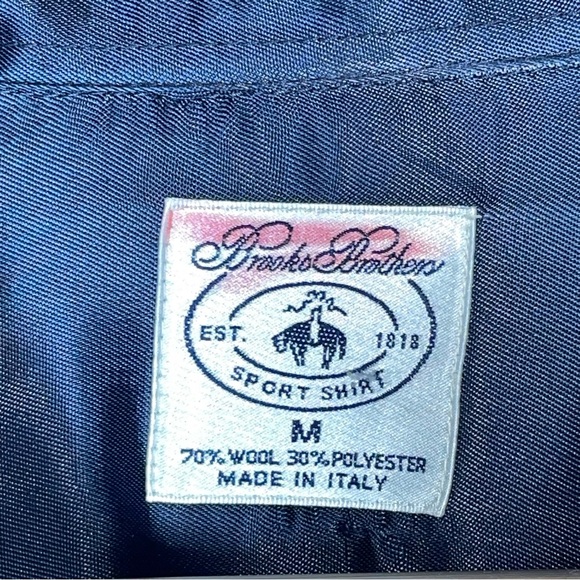 Brooks Brothers
EST. 1818
SPORT SHIRT
M
70% WOOL 30% POLYESTER
MADE IN ITALY